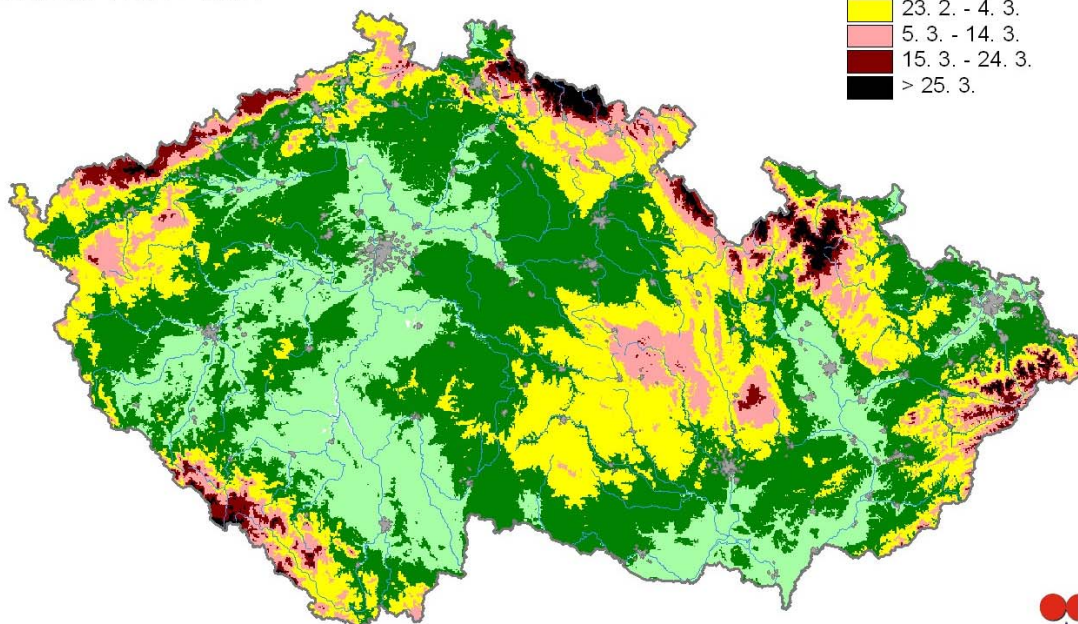 23. 2. - 4. 3.
5. 3. - 14. 3.
15. 3. - 24. 3.
> 25. 3.